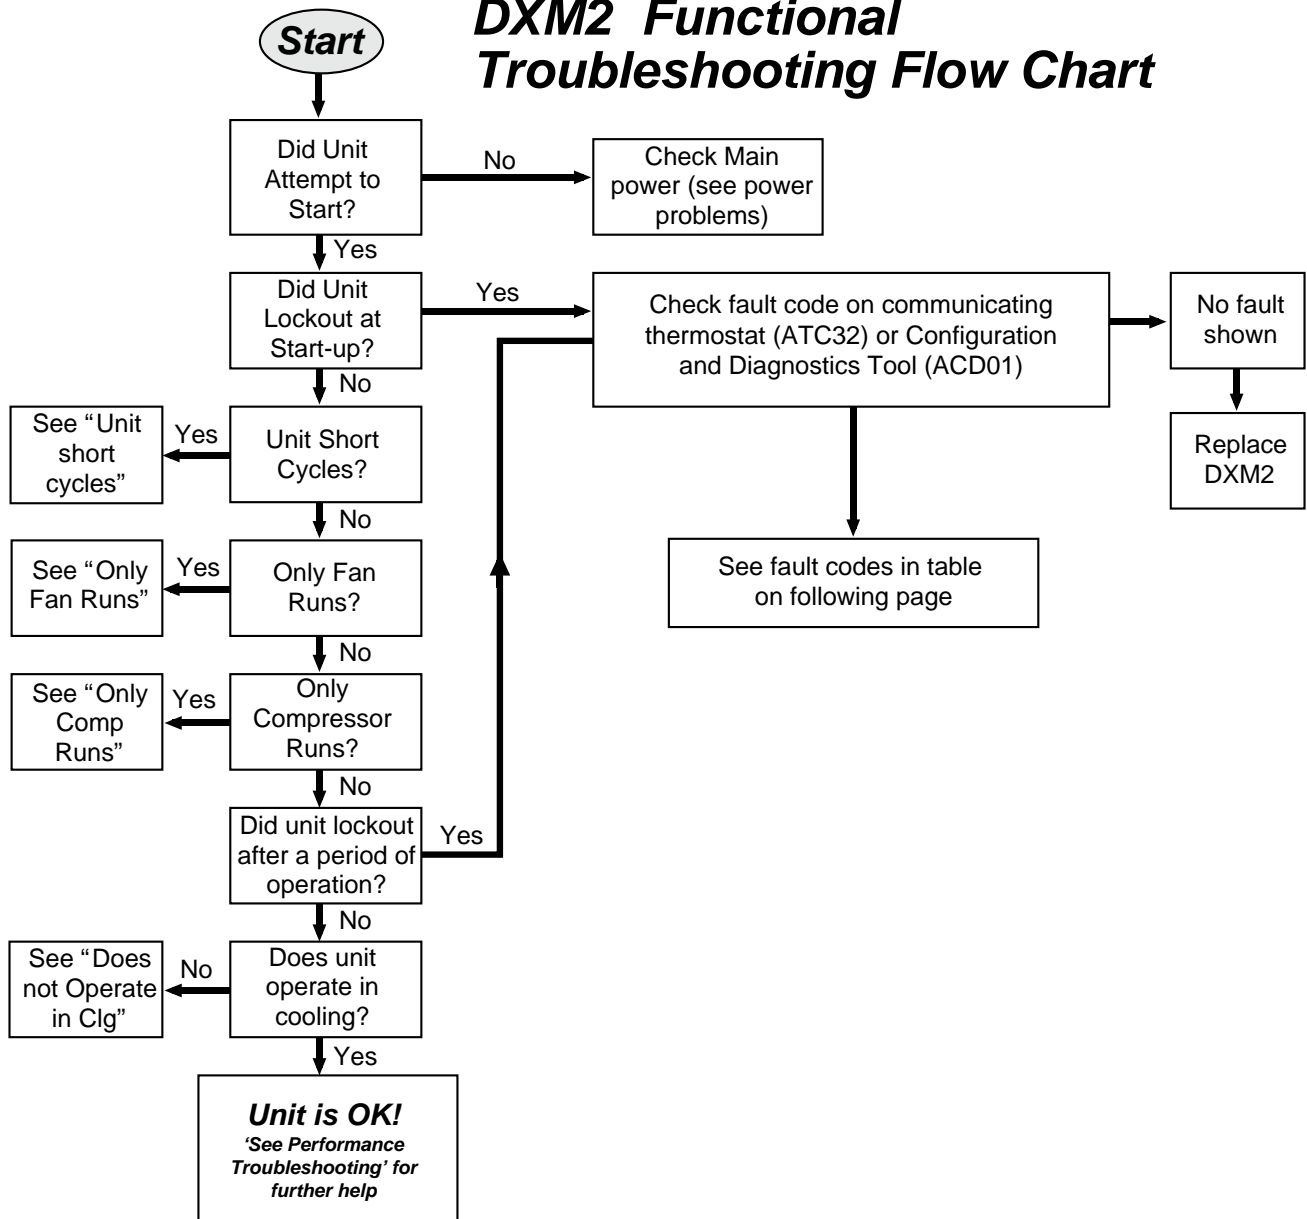 DXM2 Functional
Troubleshooting Flow Chart
Start
Did Unit
Attempt to
Start?
No
Check Main
power (see power
problems)
Yes
Did Unit
Lockout at
Start-up?
Yes
Check fault code on communicating
thermostat (ATC32) or Configuration
and Diagnostics Tool (ACD01)
No fault
shown
Replace
DXM2
See fault codes in table
on following page
No
Unit Short
Cycles?
Yes
See “Unit
short
cycles”
No
Only Fan
Runs?
Yes
See “Only
Fan Runs”
No
Only
Compressor
Runs?
Yes
See “Only
Comp
Runs”
No
Did unit lockout
after a period of
operation?
Yes
No
Does unit
operate in
cooling?
No
See “Does
not Operate
in Clg”
Yes
Unit is OK!
‘See Performance
Troubleshooting’ for
further help